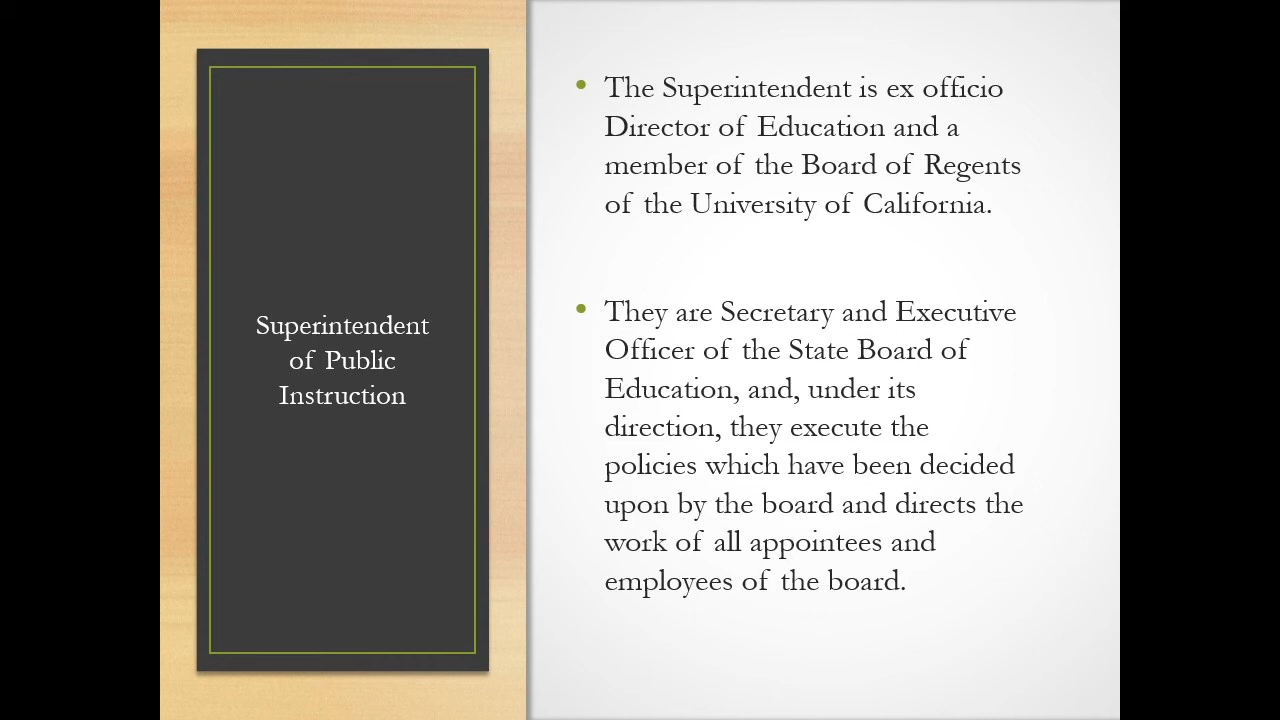 Superintendent
of Public
Instruction
• The Superintendent is ex officio
Director of Education and a
member of the Board of Regents
of the University of California.
• They are Secretary and Executive
Officer of the State Board of
Education, and, under its
direction, they execute the
policies which have been decided
upon by the board and directs the
work of all appointees and
employees of the board.